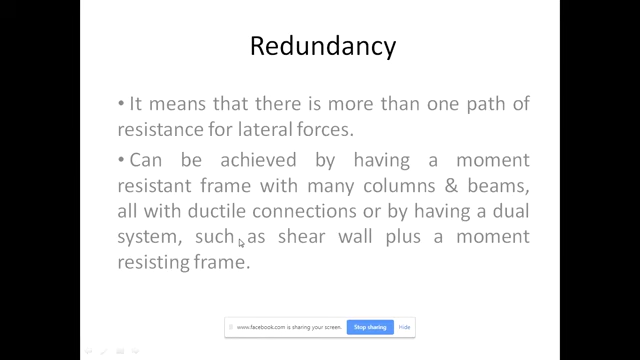 Redundancy
• It means that there is more than one path of
resistance for lateral forces.
• Can be achieved by having a moment
resistant frame with many columns & beams,
all with ductile connections or by having a dual
system, such as shear wall plus a moment
resisting frame.
www.facebook.com is sharing your screen. Stop sharing Hide